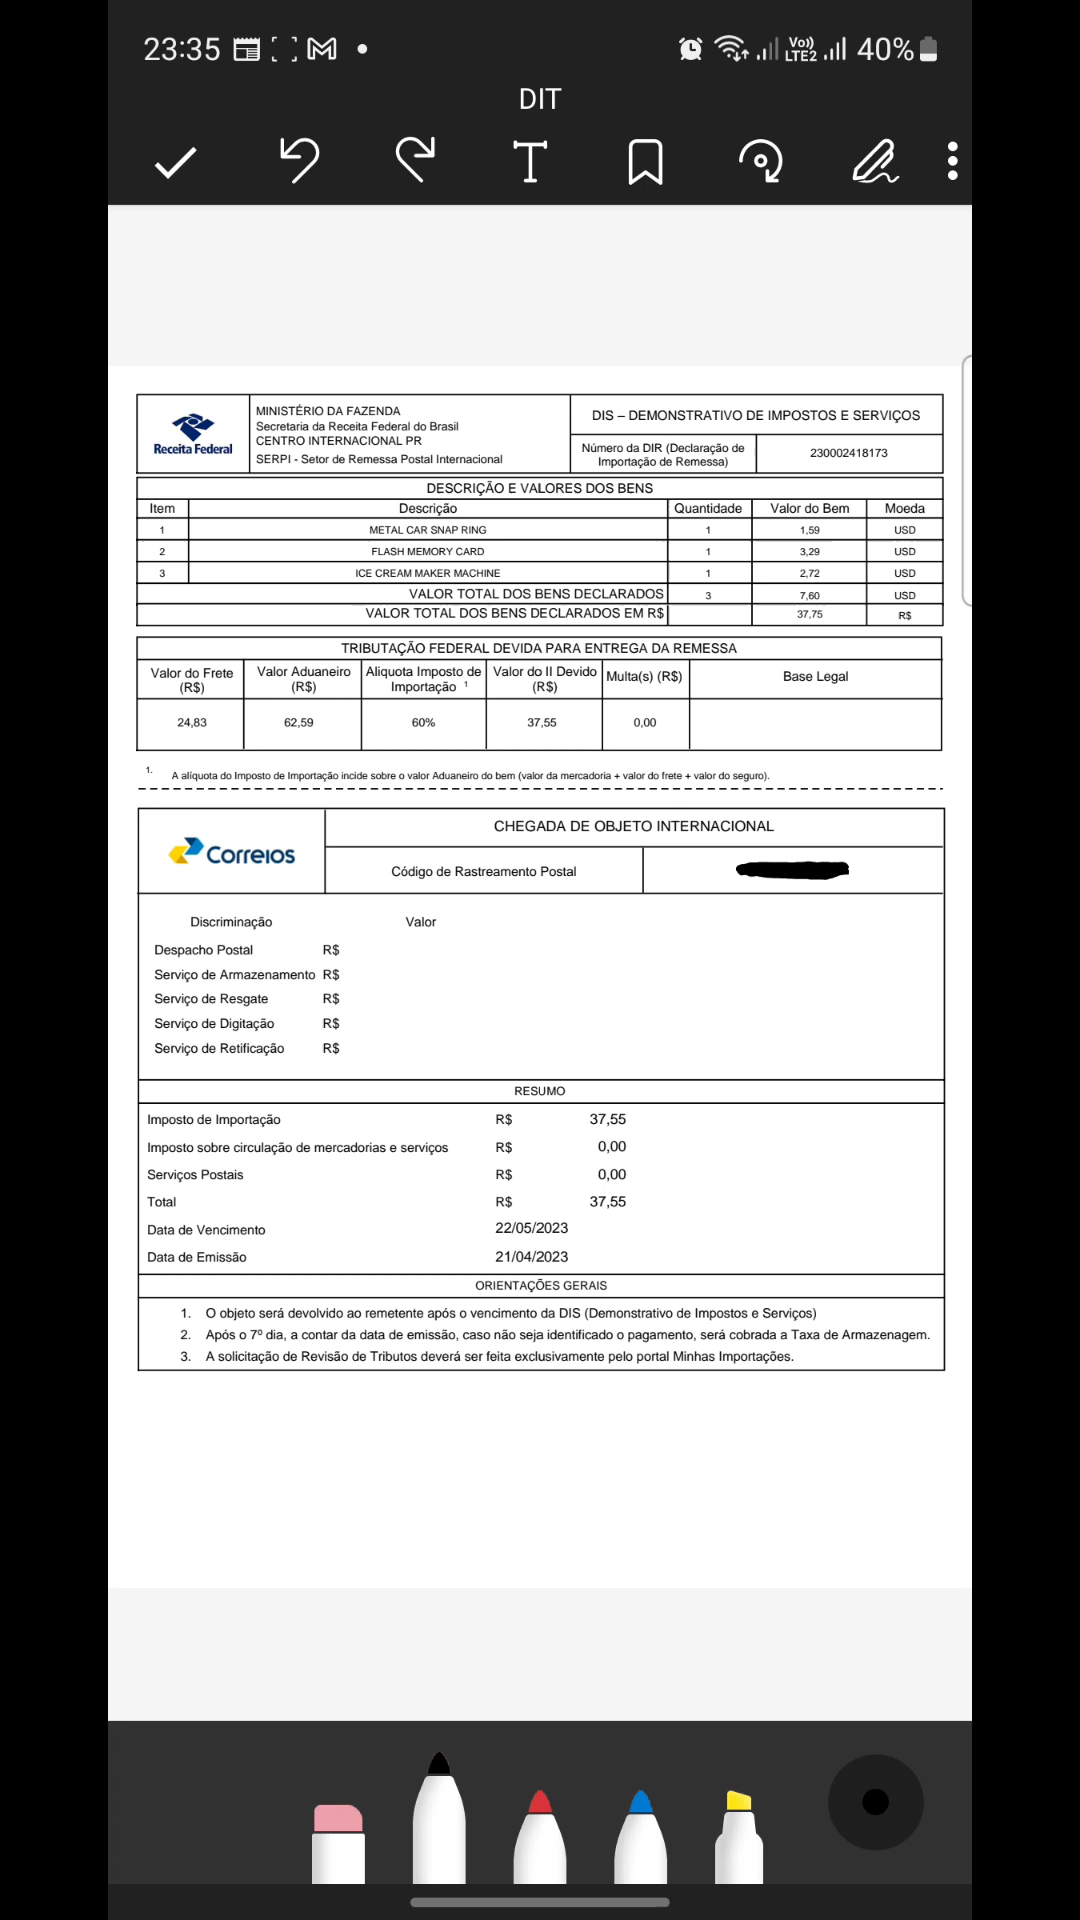 23:35
Vo))
LTE2
40%
DIT
T
Receita Federal
MINISTÉRIO DA FAZENDA
Secretaria da Receita Federal do Brasil
CENTRO INTERNACIONAL PR
SERPI - Setor de Remessa Postal Internacional
DIS – DEMONSTRATIVO DE IMPOSTOS E SERVIÇOS
Número da DIR (Declaração de
Importação de Remessa)
230002418173
DESCRIÇÃO E VALORES DOS BENS
Item Descrição Quantidade Valor do Bem Moeda
1 METAL CAR SNAP RING 1 1,59 USD
2 FLASH MEMORY CARD 1 3,29 USD
3 ICE CREAM MAKER MACHINE 1 2,72 USD
VALOR TOTAL DOS BENS DECLARADOS 3 7,60 USD
VALOR TOTAL DOS BENS DECLARADOS EM R$ 37,75 R$
TRIBUTAÇÃO FEDERAL DEVIDA PARA ENTREGA DA REMESSA
Valor do Frete
(R$)
Valor Aduaneiro
(R$)
Aliquota Imposto de
Importação 1
Valor do II Devido
(R$)
Multa(s) (R$)
Base Legal
24,83 62,59 60% 37,55 0,00
1. A alíquota do Imposto de Importação incide sobre o valor Aduaneiro do bem (valor da mercadoria + valor do frete + valor do seguro).
Correios
CHEGADA DE OBJETO INTERNACIONAL
Código de Rastreamento Postal
Discriminação Valor
Despacho Postal R$
Serviço de Armazenamento R$
Serviço de Resgate R$
Serviço de Digitação R$
Serviço de Retificação R$
RESUMO
Imposto de Importação R$ 37,55
Imposto sobre circulação de mercadorias e serviços R$ 0,00
Serviços Postais R$ 0,00
Total R$ 37,55
Data de Vencimento 22/05/2023
Data de Emissão 21/04/2023
ORIENTAÇÕES GERAIS
1. O objeto será devolvido ao remetente após o vencimento da DIS (Demonstrativo de Impostos e Serviços)
2. Após o 7º dia, a contar da data de emissão, caso não seja identificado o pagamento, será cobrada a Taxa de Armazenagem.
3. A solicitação de Revisão de Tributos deverá ser feita exclusivamente pelo portal Minhas Importações.